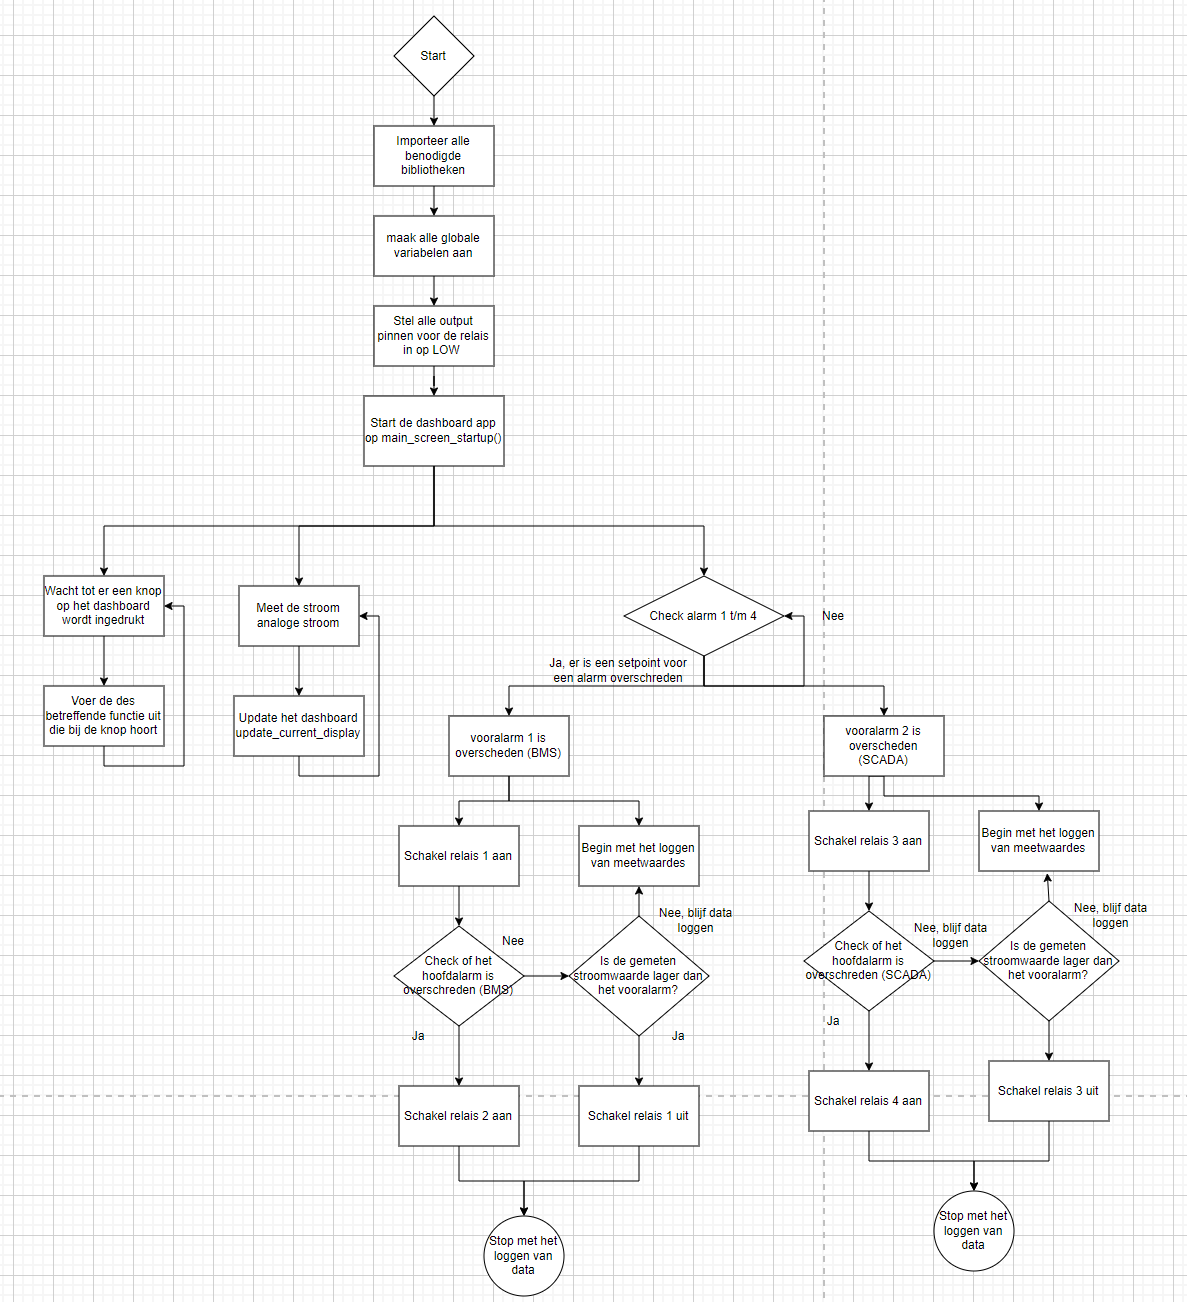 Start
Importeer alle
benodigde
bibliotheken
maak alle globale
variabelen aan
Stel alle output
pinnen voor de relais
in op LOW
Start de dashboard app
op main_screen_startup()
Wacht tot er een knop
op het dashboard
wordt ingedrukt
Meet de stroom
analoge stroom
Check alarm 1 t/m 4
Nee
Ja, er is een setpoint voor
een alarm overschreden
Voer de des
betreffende functie uit
die bij de knop hoort
Update het dashboard
update_current_display
vooralarm 1 is
overscheden (BMS)
vooralarm 2 is
overscheden
(SCADA)
Schakel relais 1 aan
Begin met het loggen
van meetwaardes
Schakel relais 3 aan
Begin met het loggen
van meetwaardes
Nee, blijf data
loggen
Nee, blijf data
loggen
Nee
Nee, blijf data
loggen
Check of het
hoofdalarm is
overschreden (BMS)
Is de gemeten
stroomwaarde lager dan
het vooralarm?
Check of het
hoofdalarm is
overschreden (SCADA)
Is de gemeten
stroomwaarde lager dan
het vooralarm?
Ja
Ja
Ja
Schakel relais 2 aan
Schakel relais 1 uit
Schakel relais 4 aan
Schakel relais 3 uit
Stop met het
loggen van
data
Stop met het
loggen van
data